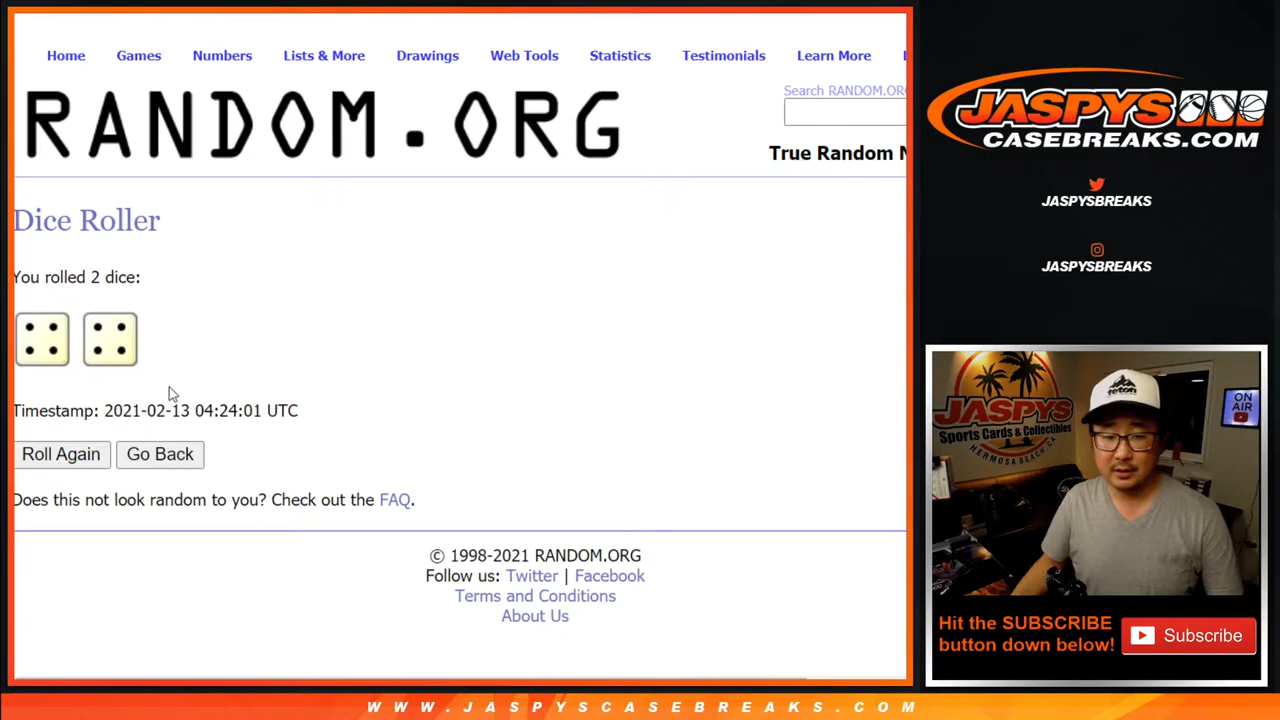 Home Games Numbers Lists & More Drawings Web Tools Statistics Testimonials Learn More
RANDOM.ORG
Search RANDOM.ORG
True Random N
Dice Roller
You rolled 2 dice:
Timestamp: 2021-02-13 04:24:01 UTC
Roll Again Go Back
Does this not look random to you? Check out the FAQ.
© 1998-2021 RANDOM.ORG
Follow us: Twitter | Facebook
Terms and Conditions
About Us
JASPYS
CASEBREAKS.COM
JASPYSBREAKS
JASPYSBREAKS
JASPYS
Sports Cards & Collectibles
HERMOSA BEACH, CA
ON
AIR
teton
Hit the SUBSCRIBE
button down below!
Subscribe
WWW.JASPYSCASEBREAKS.COM